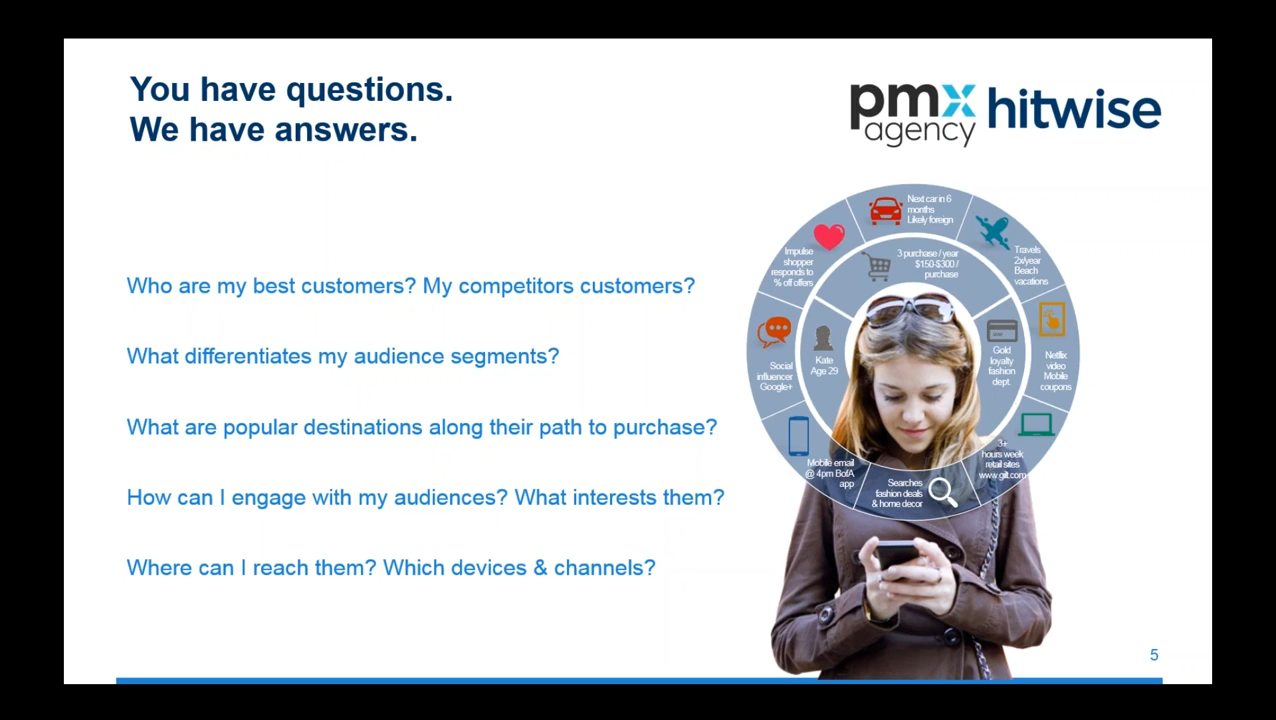 You have questions.
We have answers.
pmx
agency
hitwise
Who are my best customers? My competitors customers?
What differentiates my audience segments?
What are popular destinations along their path to purchase?
How can I engage with my audiences? What interests them?
Where can I reach them? Which devices & channels?
Next car in 6
months
Likely foreign
Travels
2x/year
Beach
vacations
Netflix
video
Mobile
coupons
3+
hours week
retail sites
www.gilt.com
Searches
fashion deals
& home decor
Mobile email
@ 4pm BofA
app
Social
influencer
Google+
Impulse
shopper
responds to
% off offers
3 purchase / year
$150-$300 /
purchase
Gold
loyalty
fashion
dept.
Kate
Age 29
5